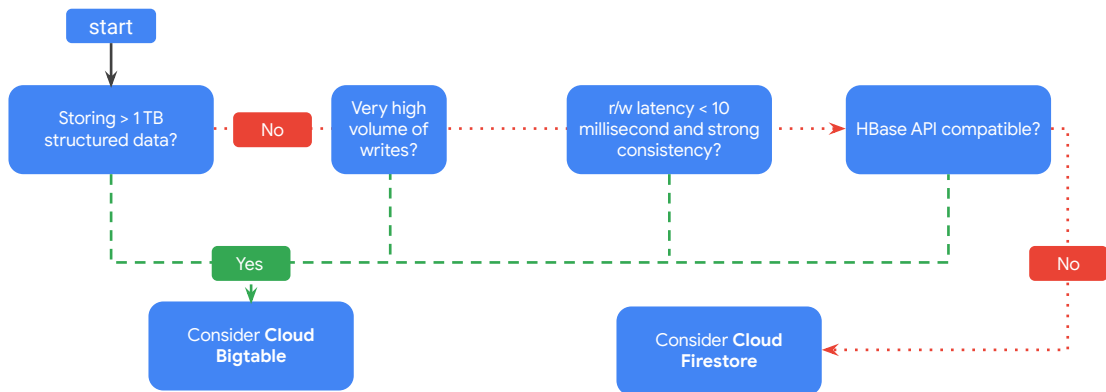 start
Storing > 1 TB
structured data?
No
Very high
volume of
writes?
r/w latency < 10
millisecond and strong
consistency?
HBase API compatible?
Yes
No
Consider Cloud
Bigtable
Consider Cloud
Firestore